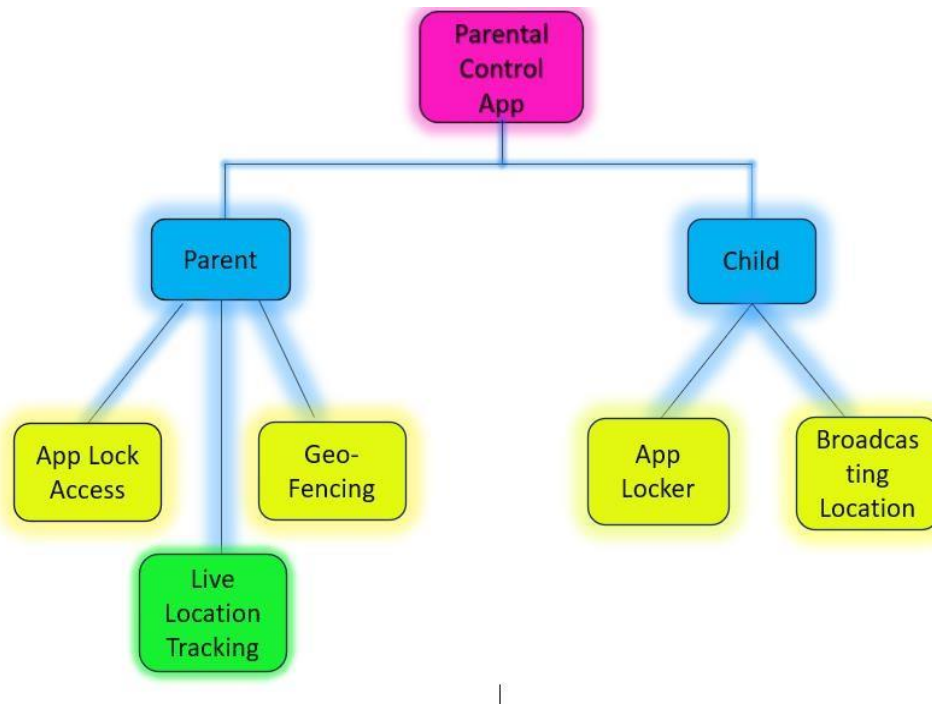 Parental
Control
App
Parent
Child
App Lock
Access
Geo-
Fencing
App
Locker
Broadcas
ting
Location
Live
Location
Tracking